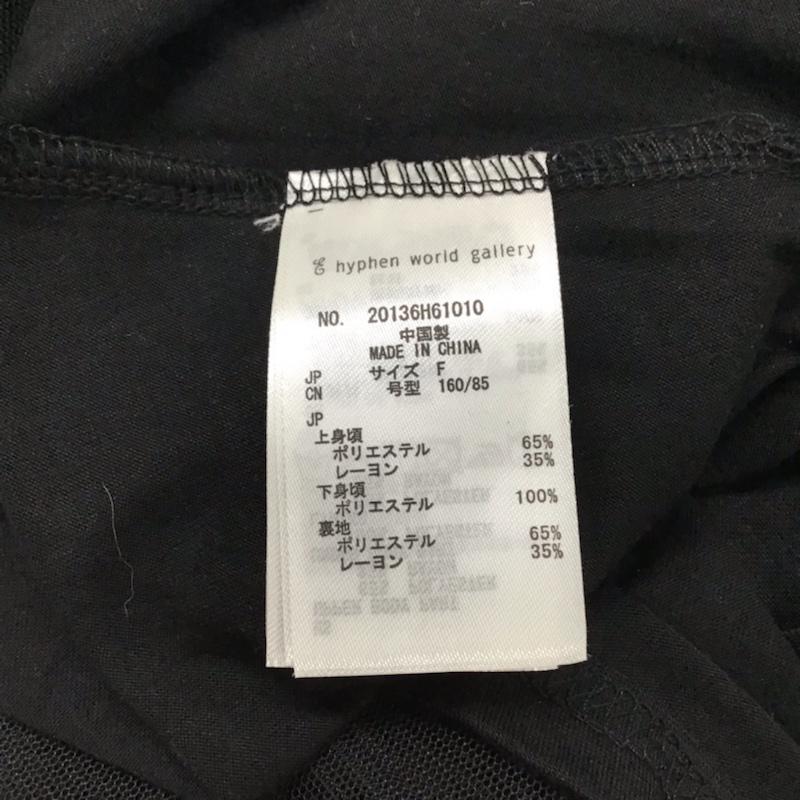 E hyphen world gallery
NO. 20136H61010
中国製
MADE IN CHINA
JP サイズ F
CN 号型 160/85
JP
上身頃
ポリエステル 65%
レーヨン 35%
下身頃
ポリエステル 100%
裏地
ポリエステル 65%
レーヨン 35%